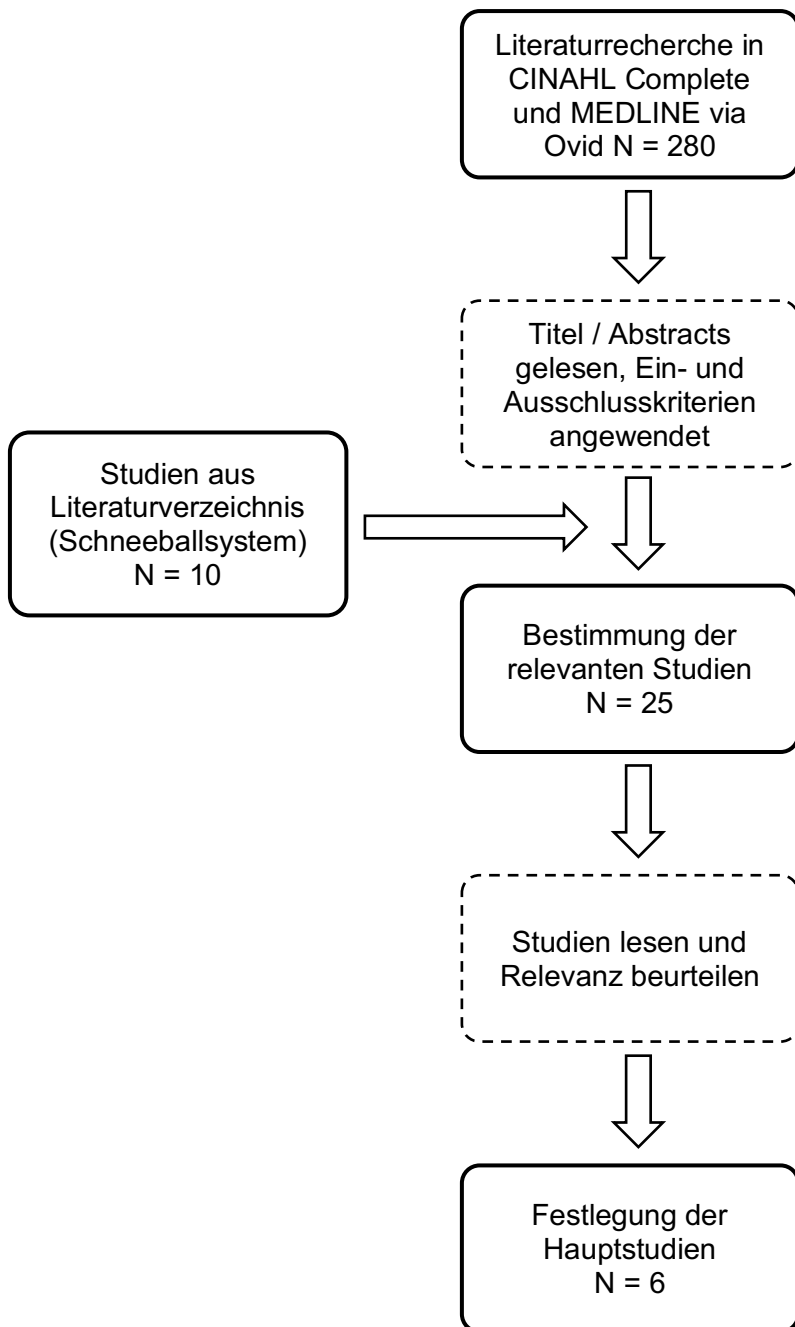 Literaturrecherche in
CINAHL Complete
und MEDLINE via
Ovid N = 280
Titel / Abstracts
gelesen, Ein- und
Ausschlusskriterien
angewendet
Studien aus
Literaturverzeichnis
(Schneeballsystem)
N = 10
Bestimmung der
relevanten Studien
N = 25
Studien lesen und
Relevanz beurteilen
Festlegung der
Hauptstudien
N = 6